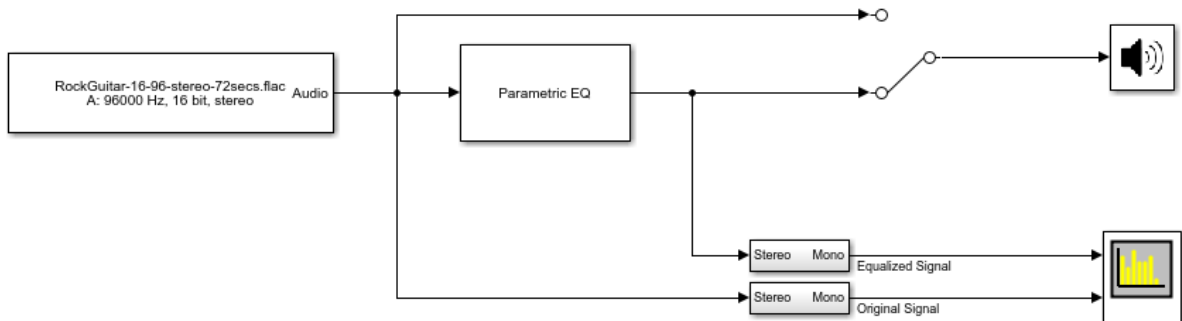 RockGuitar-16-96-stereo-72secs.flac
A: 96000 Hz, 16 bit, stereo
Audio
Parametric EQ
Stereo Mono
Equalized Signal
Stereo Mono
Original Signal